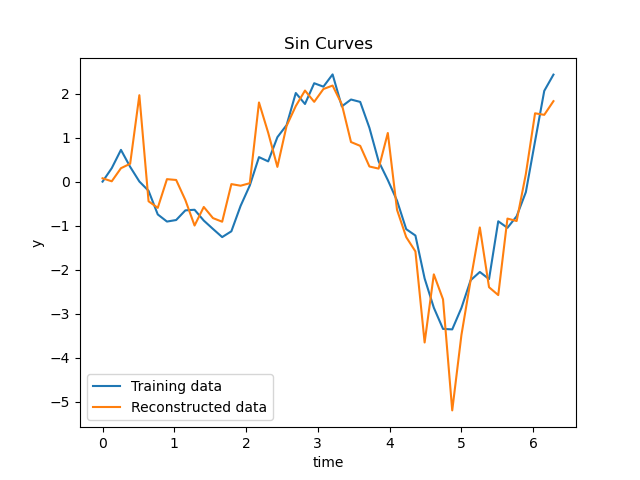 Sin Curves
y
2
1
0
−1
−2
−3
−4
−5
Training data
Reconstructed data
0 1 2 3 4 5 6
time